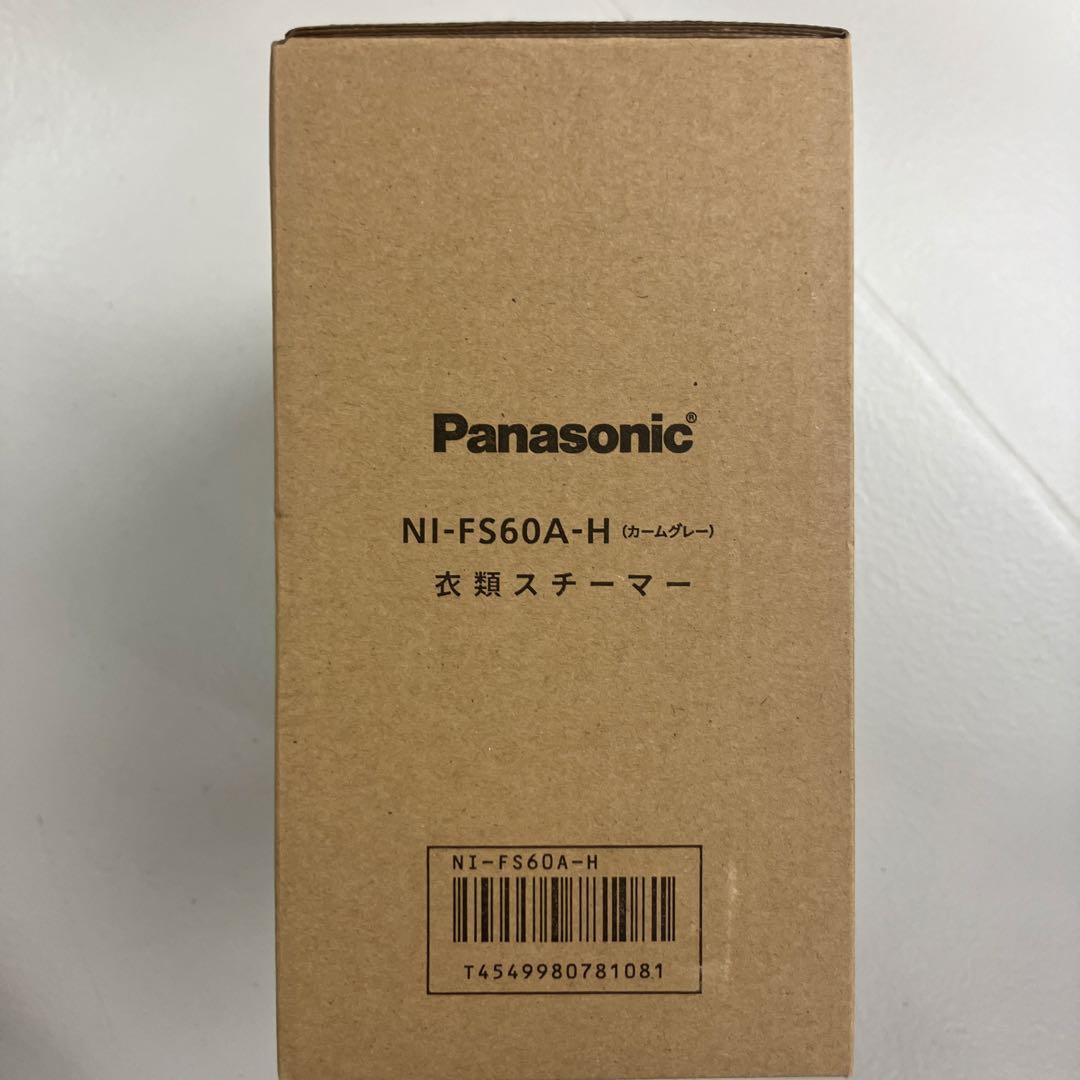 Panasonic®
NI-FS60A-H (カームグレー)
衣類スチーマー
NI-FS60A-H
T4549980781081